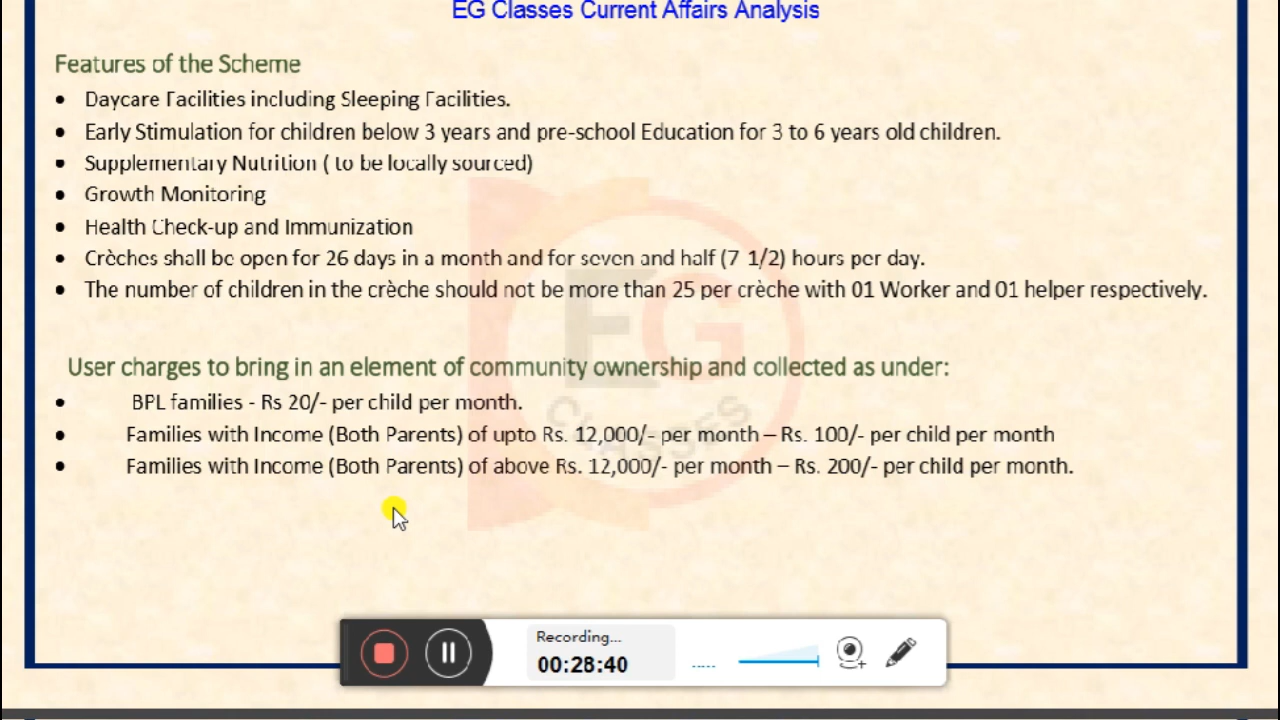 EG Classes Current Affairs Analysis
Features of the Scheme
• Daycare Facilities including Sleeping Facilities.
• Early Stimulation for children below 3 years and pre-school Education for 3 to 6 years old children.
• Supplementary Nutrition ( to be locally sourced)
• Growth Monitoring
• Health Check-up and Immunization
• Crèches shall be open for 26 days in a month and for seven and half (7 1/2) hours per day.
• The number of children in the crèche should not be more than 25 per crèche with 01 Worker and 01 helper respectively.
EG
CLASSES
User charges to bring in an element of community ownership and collected as under:
• BPL families - Rs 20/- per child per month.
• Families with Income (Both Parents) of upto Rs. 12,000/- per month – Rs. 100/- per child per month
• Families with Income (Both Parents) of above Rs. 12,000/- per month – Rs. 200/- per child per month.
Recording...
00:28:40